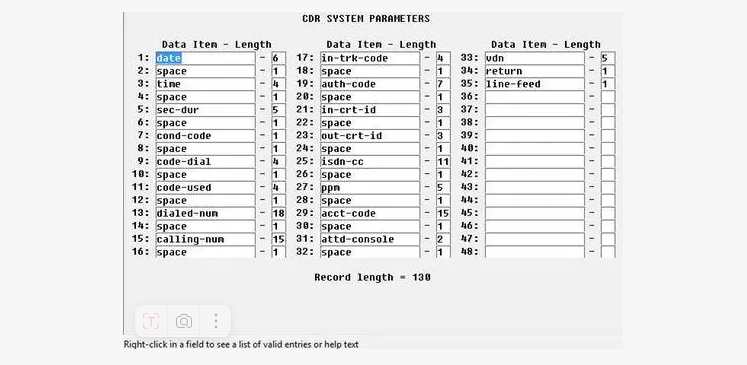 CDR SYSTEM PARAMETERS
Data Item - Length Data Item - Length Data Item - Length
1: date - 6 17: in-trk-code - 4 33: vdn - 5
2: space - 1 18: space - 1 34: return - 1
3: time - 4 19: auth-code - 7 35: line-feed - 1
4: space - 1 20: space - 1 36: -
5: sec-dur - 5 21: in-crt-id - 3 37: -
6: space - 1 22: space - 1 38: -
7: cond-code - 1 23: out-crt-id - 3 39: -
8: space - 1 24: space - 1 40: -
9: code-dial - 4 25: isdn-cc - 11 41: -
10: space - 1 26: space - 1 42: -
11: code-used - 4 27: ppm - 5 43: -
12: space - 1 28: space - 1 44: -
13: dialed-num - 18 29: acct-code - 15 45: -
14: space - 1 30: space - 1 46: -
15: calling-num - 15 31: attd-console - 2 47: -
16: space - 1 32: space - 1 48: -
Record length = 130
T
Right-click in a field to see a list of valid entries or help text